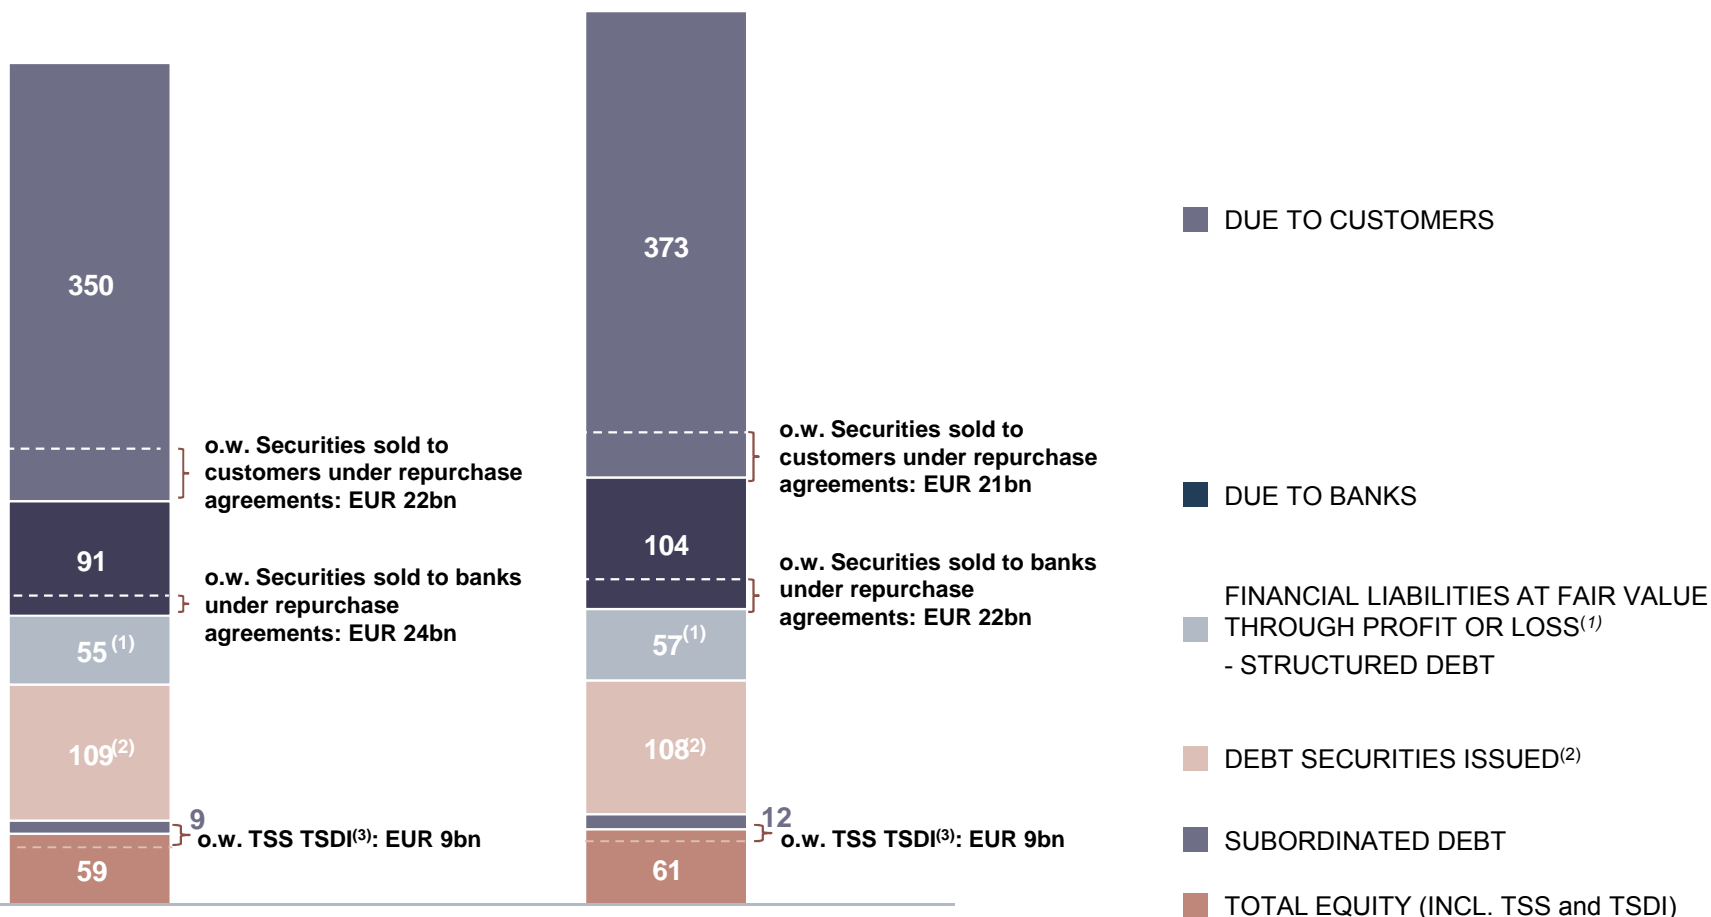 350
o.w. Securities sold to
customers under repurchase
agreements: EUR 22bn
91
o.w. Securities sold to banks
under repurchase
agreements: EUR 24bn
55 (1)
109(2)
9
o.w. TSS TSDI(3): EUR 9bn
59
373
o.w. Securities sold to
customers under repurchase
agreements: EUR 21bn
104
o.w. Securities sold to banks
under repurchase
agreements: EUR 22bn
57(1)
108(2)
12
o.w. TSS TSDI(3): EUR 9bn
61
DUE TO CUSTOMERS
DUE TO BANKS
FINANCIAL LIABILITIES AT FAIR VALUE
THROUGH PROFIT OR LOSS(1)
- STRUCTURED DEBT
DEBT SECURITIES ISSUED(2)
SUBORDINATED DEBT
TOTAL EQUITY (INCL. TSS and TSDI)